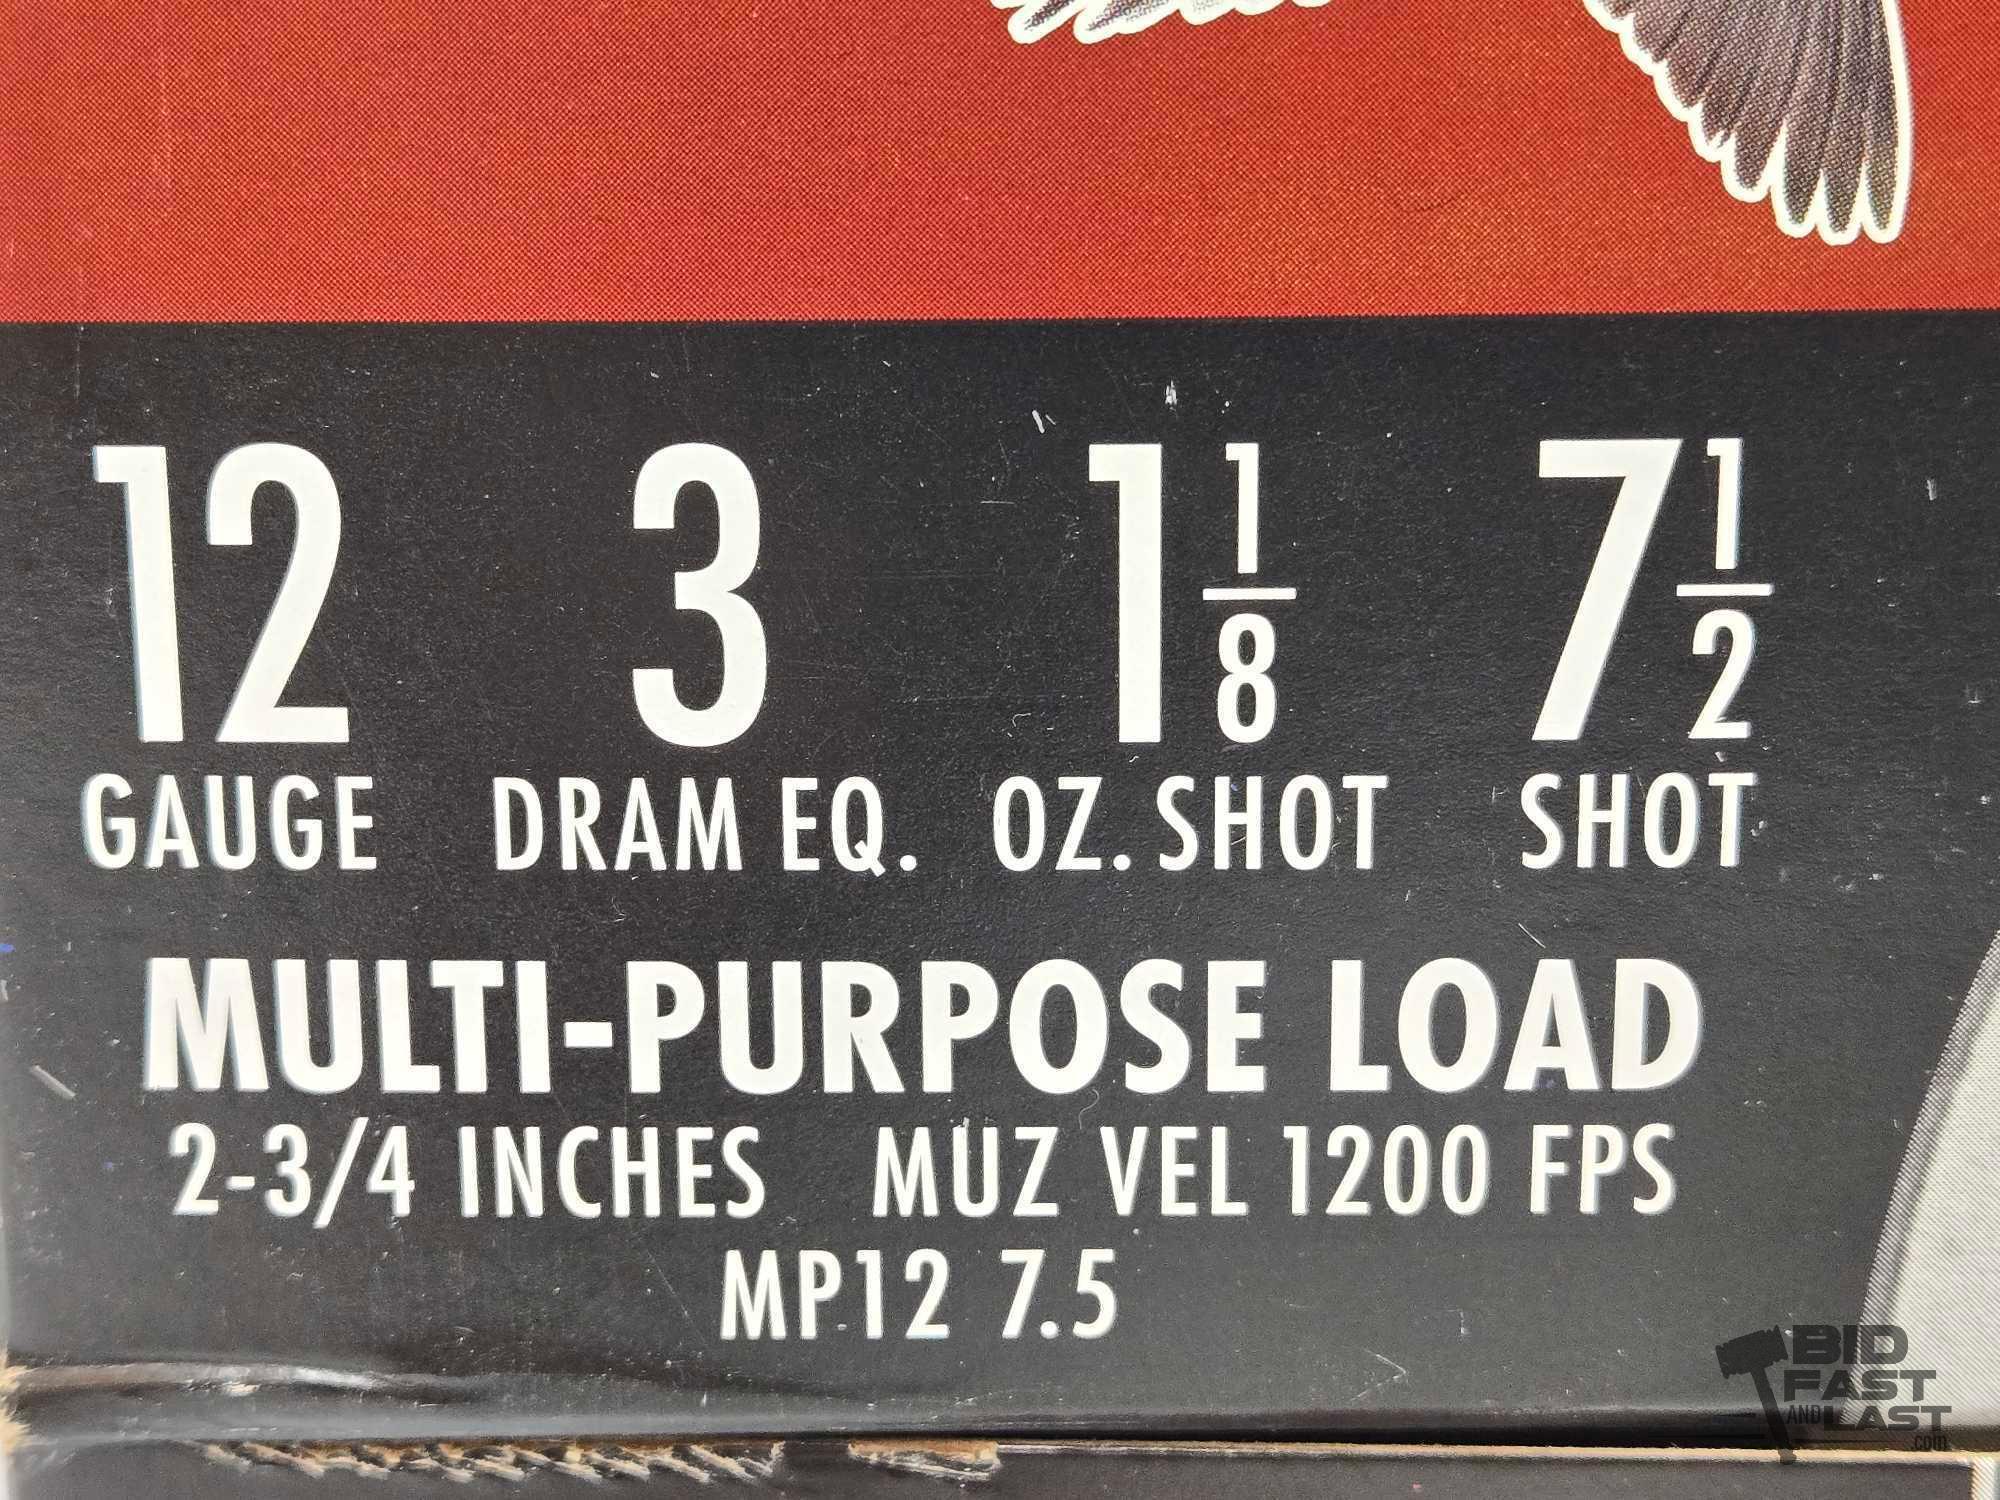 12 3 1 1/8 7 1/2
GAUGE DRAM EQ. OZ. SHOT SHOT
MULTI-PURPOSE LOAD
2-3/4 INCHES MUZ VEL 1200 FPS
MP12 7.5
BID
FAST
AND LAST
.com